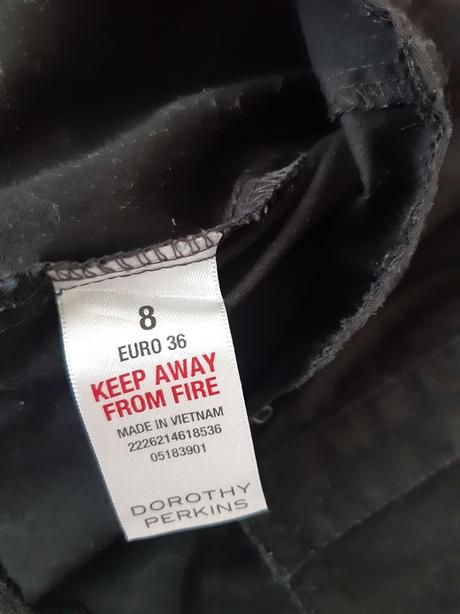 8
EURO 36
KEEP AWAY
FROM FIRE
MADE IN VIETNAM
2226214618536
05183901
DOROTHY
PERKINS